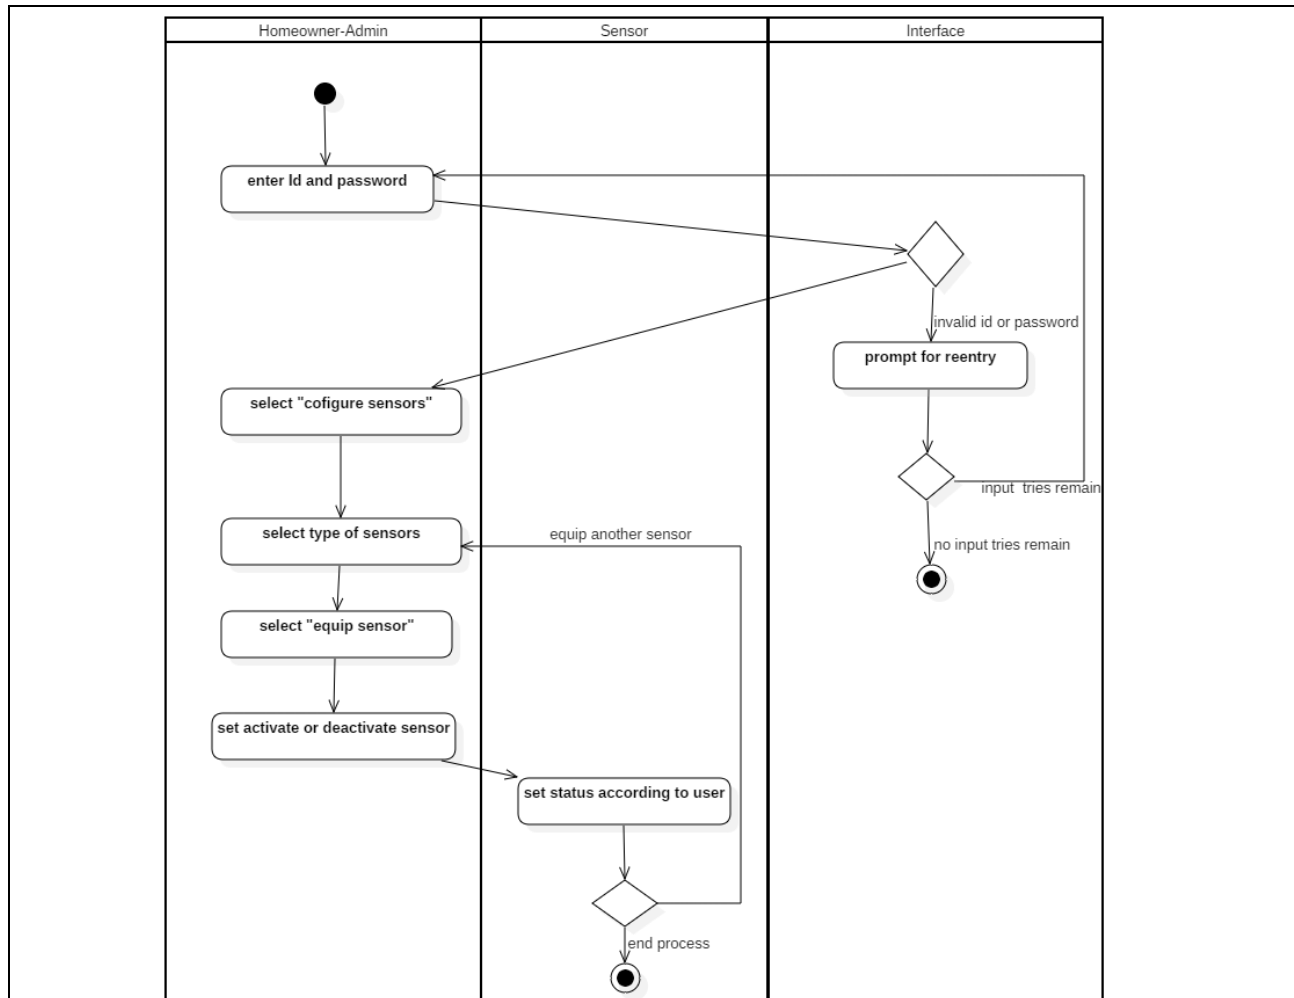 Homeowner-Admin
Sensor
Interface
enter Id and password
invalid id or password
prompt for reentry
select "cofigure sensors"
input  tries remain
select type of sensors
equip another sensor
no input tries remain
select "equip sensor"
set activate or deactivate sensor
set status according to user
end process